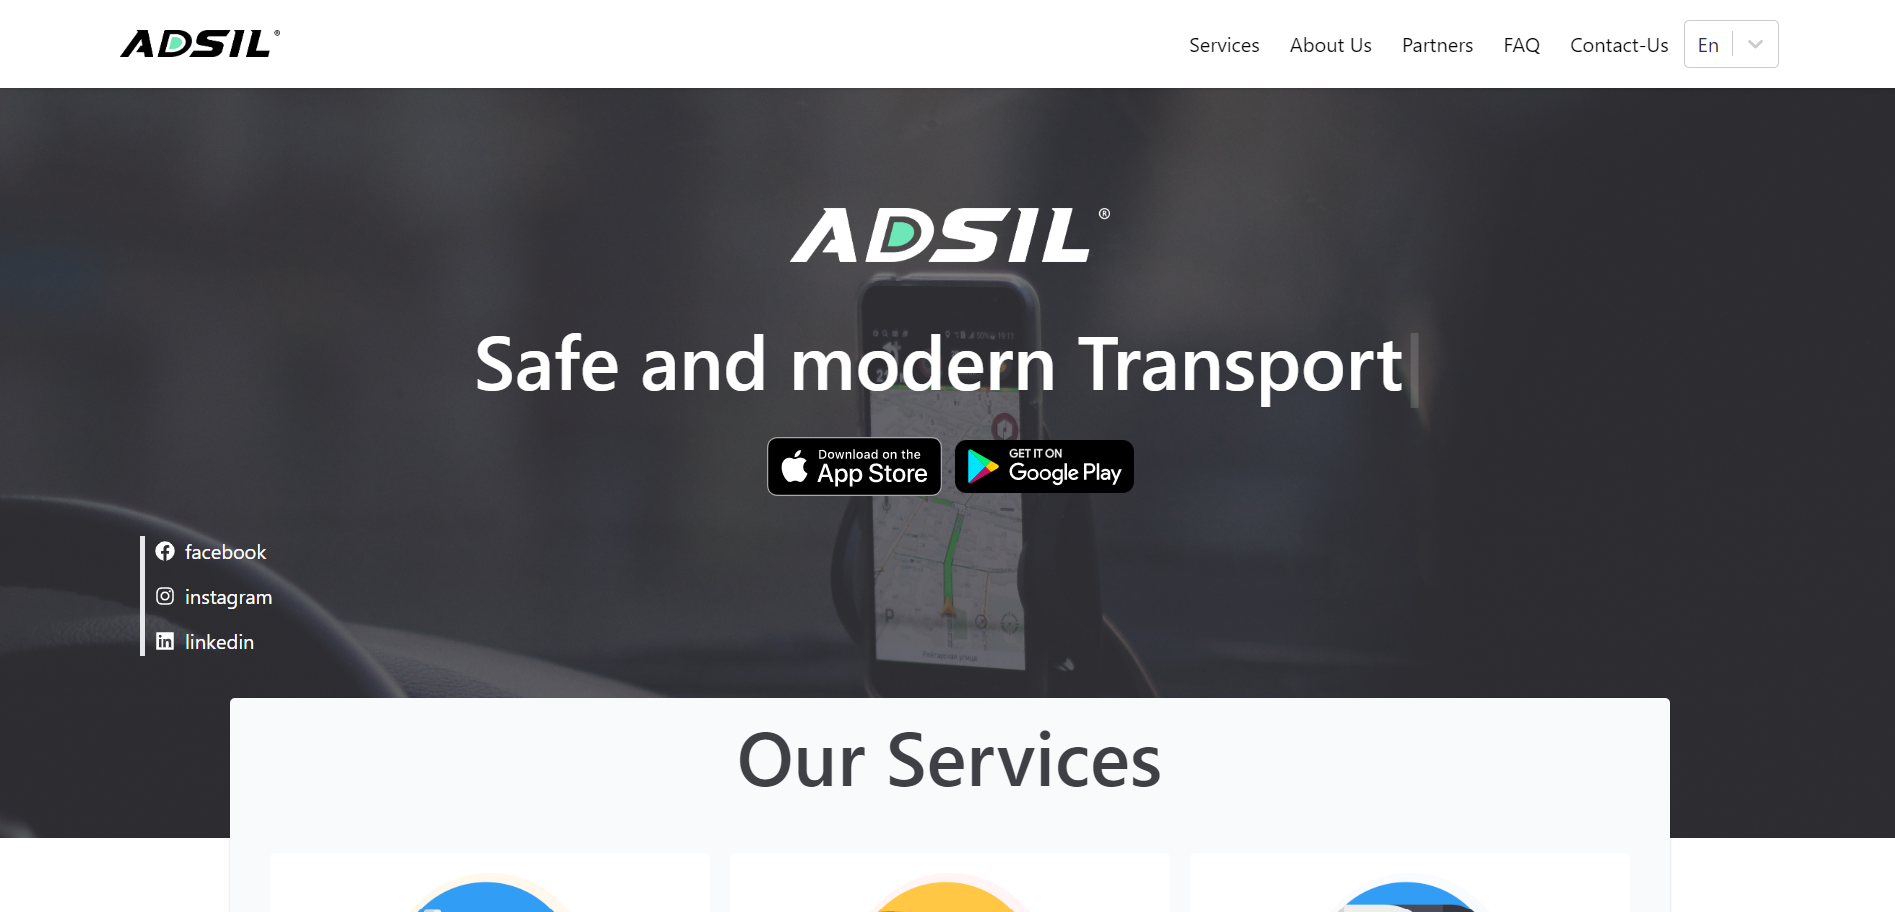 ADSIL®
Services
About Us
Partners
FAQ
Contact-Us
En
ADSIL®
Safe and modern Transport
Download on the
App Store
GET IT ON
Google Play
facebook
instagram
linkedin
P
Our Services